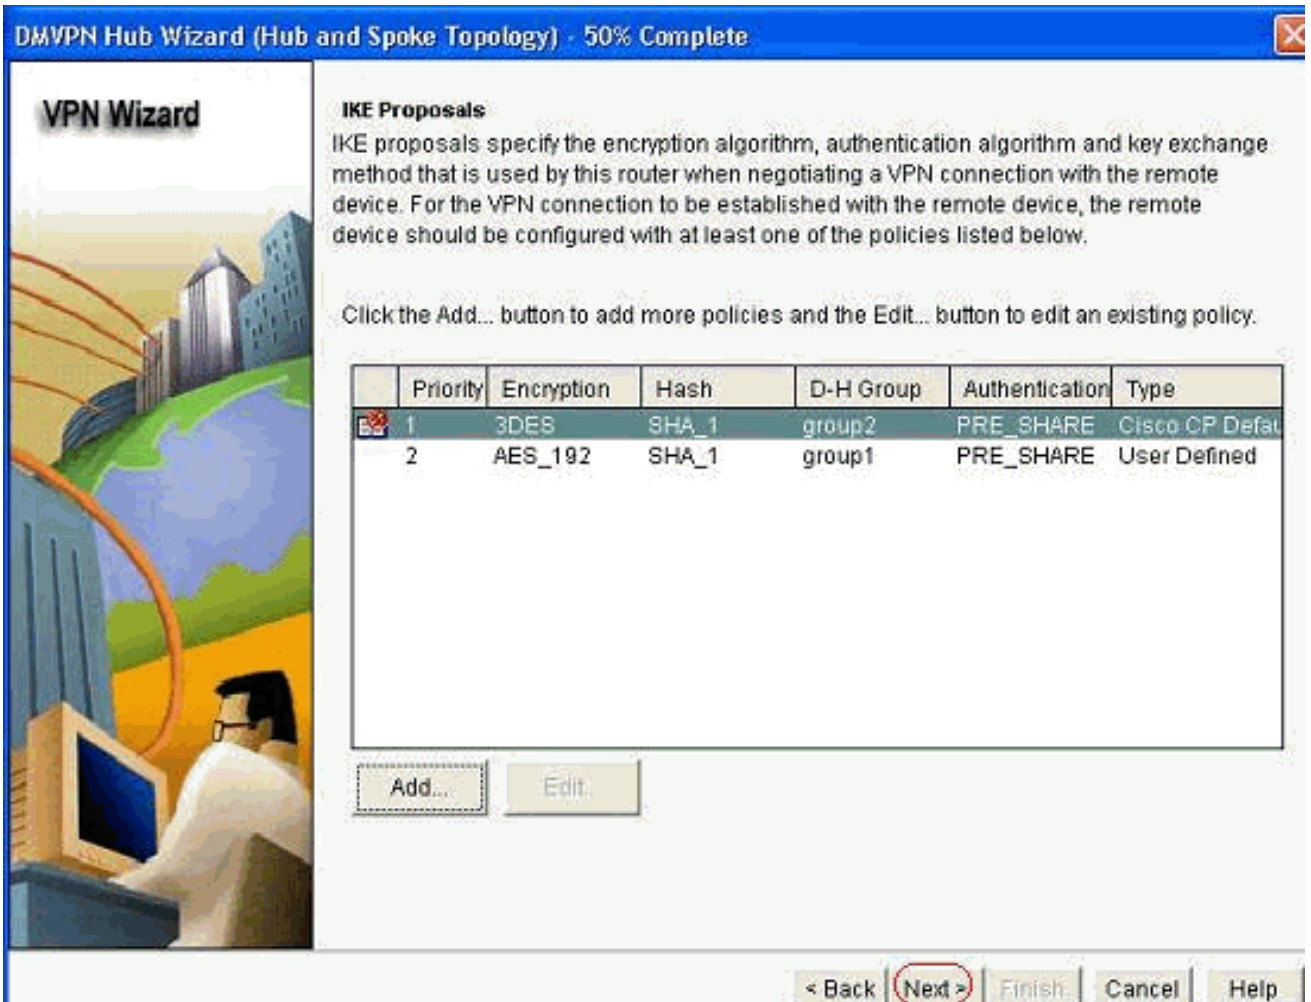 DMVPN Hub Wizard (Hub and Spoke Topology) - 50% Complete
VPN Wizard
IKE Proposals
IKE proposals specify the encryption algorithm, authentication algorithm and key exchange
method that is used by this router when negotiating a VPN connection with the remote
device. For the VPN connection to be established with the remote device, the remote
device should be configured with at least one of the policies listed below.
Click the Add... button to add more policies and the Edit... button to edit an existing policy.
Priority Encryption Hash D-H Group Authentication Type
1 3DES SHA_1 group2 PRE_SHARE Cisco CP Defau
2 AES_192 SHA_1 group1 PRE_SHARE User Defined
Add... Edit...
< Back Next > Finish Cancel Help